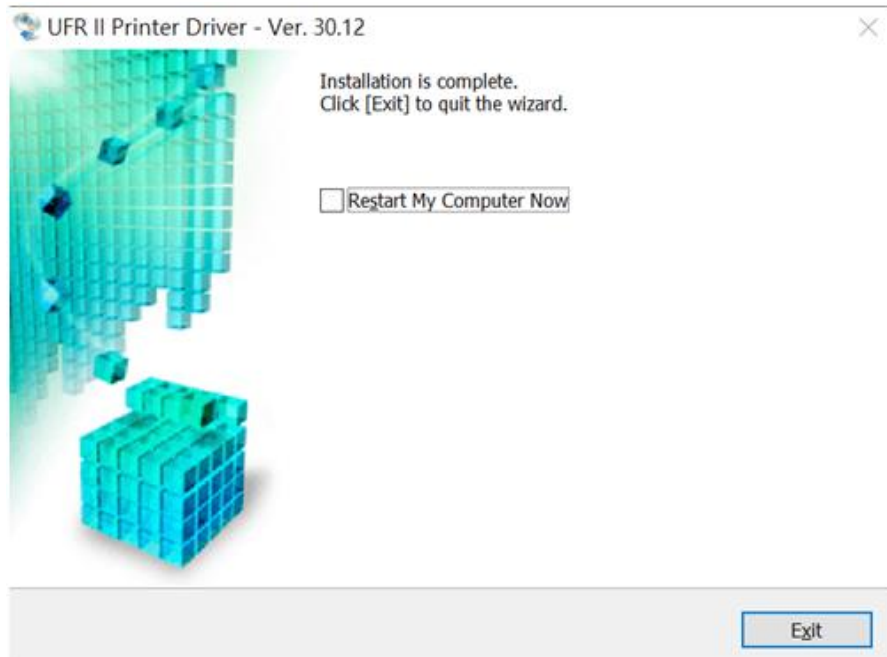 UFR II Printer Driver - Ver. 30.12
Installation is complete.
Click [Exit] to quit the wizard.
Restart My Computer Now
Exit